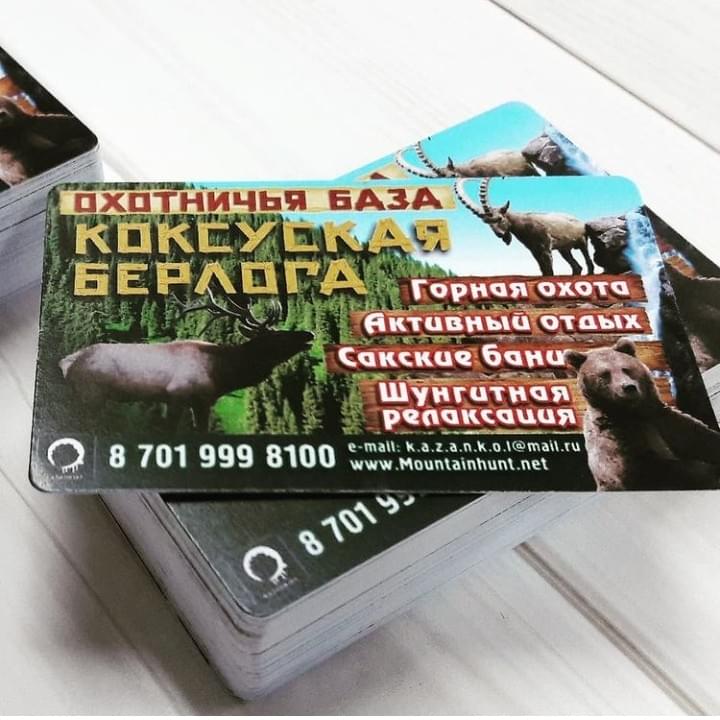 ОХОТНИЧЬЯ БАЗА
КОКСУСКАЯ
БЕРЛОГА
Горная охота
Активный отдых
Сакские бани
Шунгитная
релаксация
8 701 999 8100
e-mail: k.a.z.a.n.k.o.l@mail.ru
www.Mountainhunt.net
8 701 99